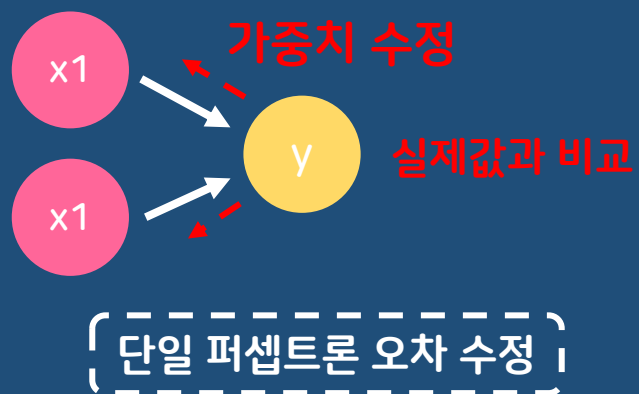 가중치 수정
x1
y
실제값과 비교
x1
단일 퍼셉트론 오차 수정